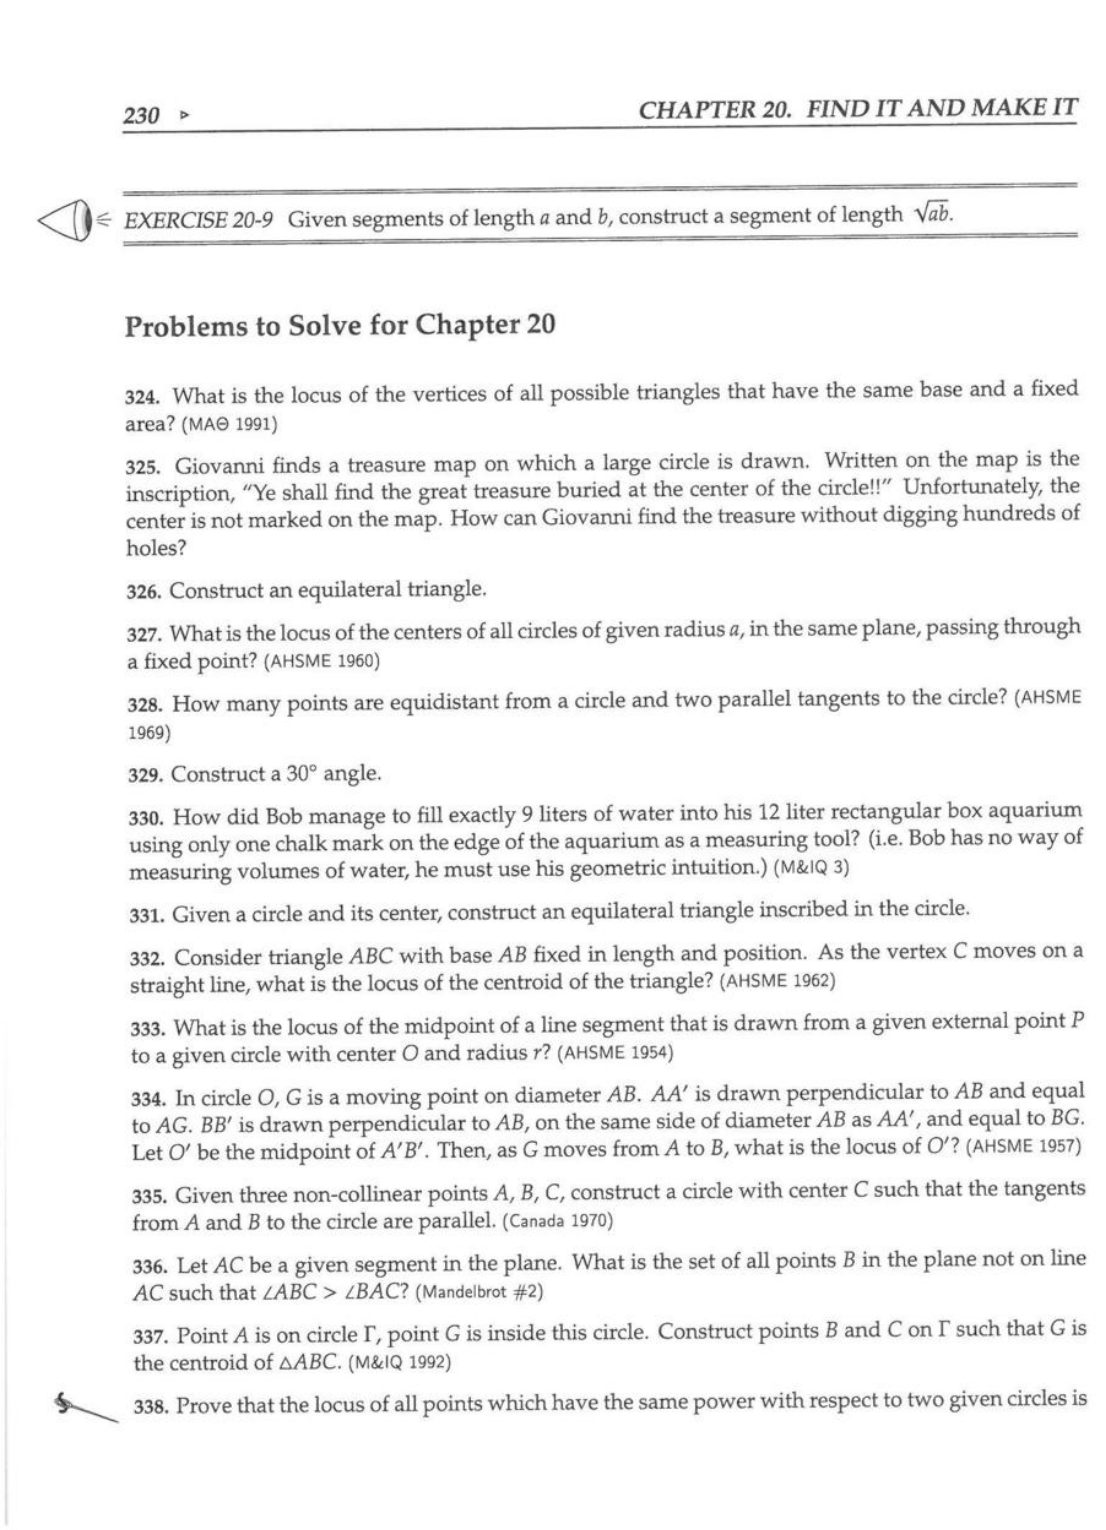 230 ▷ CHAPTER 20. FIND IT AND MAKE IT
EXERCISE 20-9 Given segments of length a and b, construct a segment of length √ab.
Problems to Solve for Chapter 20
324. What is the locus of the vertices of all possible triangles that have the same base and a fixed
area? (MAΘ 1991)
325. Giovanni finds a treasure map on which a large circle is drawn. Written on the map is the
inscription, “Ye shall find the great treasure buried at the center of the circle!!” Unfortunately, the
center is not marked on the map. How can Giovanni find the treasure without digging hundreds of
holes?
326. Construct an equilateral triangle.
327. What is the locus of the centers of all circles of given radius a, in the same plane, passing through
a fixed point? (AHSME 1960)
328. How many points are equidistant from a circle and two parallel tangents to the circle? (AHSME
1969)
329. Construct a 30° angle.
330. How did Bob manage to fill exactly 9 liters of water into his 12 liter rectangular box aquarium
using only one chalk mark on the edge of the aquarium as a measuring tool? (i.e. Bob has no way of
measuring volumes of water, he must use his geometric intuition.) (M&IQ 3)
331. Given a circle and its center, construct an equilateral triangle inscribed in the circle.
332. Consider triangle ABC with base AB fixed in length and position. As the vertex C moves on a
straight line, what is the locus of the centroid of the triangle? (AHSME 1962)
333. What is the locus of the midpoint of a line segment that is drawn from a given external point P
to a given circle with center O and radius r? (AHSME 1954)
334. In circle O, G is a moving point on diameter AB. AA′ is drawn perpendicular to AB and equal
to AG. BB′ is drawn perpendicular to AB, on the same side of diameter AB as AA′, and equal to BG.
Let O′ be the midpoint of A′B′. Then, as G moves from A to B, what is the locus of O′? (AHSME 1957)
335. Given three non-collinear points A, B, C, construct a circle with center C such that the tangents
from A and B to the circle are parallel. (Canada 1970)
336. Let AC be a given segment in the plane. What is the set of all points B in the plane not on line
AC such that ∠ABC > ∠BAC? (Mandelbrot #2)
337. Point A is on circle Γ, point G is inside this circle. Construct points B and C on Γ such that G is
the centroid of △ABC. (M&IQ 1992)
338. Prove that the locus of all points which have the same power with respect to two given circles is